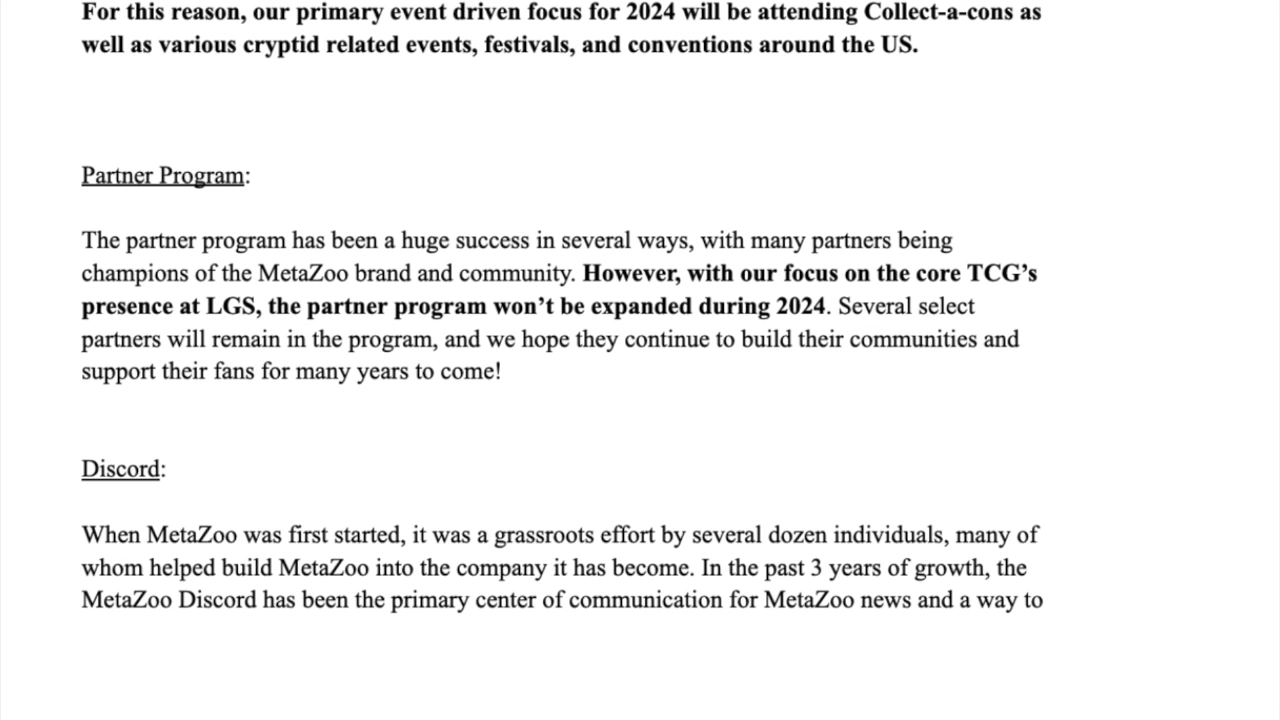 For this reason, our primary event driven focus for 2024 will be attending Collect-a-cons as
well as various cryptid related events, festivals, and conventions around the US.
Partner Program:
The partner program has been a huge success in several ways, with many partners being
champions of the MetaZoo brand and community. However, with our focus on the core TCG’s
presence at LGS, the partner program won’t be expanded during 2024. Several select
partners will remain in the program, and we hope they continue to build their communities and
support their fans for many years to come!
Discord:
When MetaZoo was first started, it was a grassroots effort by several dozen individuals, many of
whom helped build MetaZoo into the company it has become. In the past 3 years of growth, the
MetaZoo Discord has been the primary center of communication for MetaZoo news and a way to